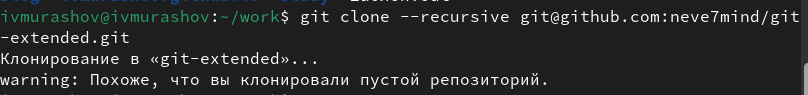 ivmurashov@ivmurashov:~/work$ git clone --recursive git@github.com:neve7mind/git
-extended.git
Клонирование в «git-extended»...
warning: Похоже, что вы клонировали пустой репозиторий.